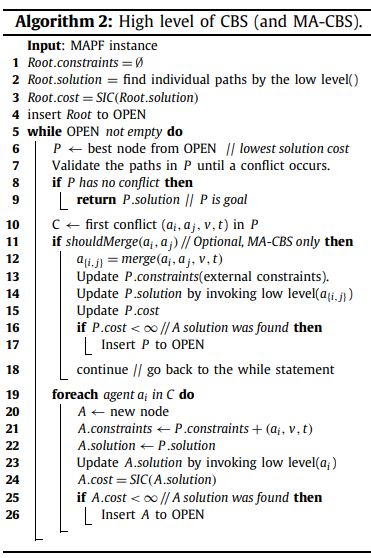 Algorithm 2: High level of CBS (and MA-CBS).
Input: MAPF instance
1 Root.constraints = ∅
2 Root.solution = find individual paths by the low level()
3 Root.cost = SIC(Root.solution)
4 insert Root to OPEN
5 while OPEN not empty do
6 P ← best node from OPEN // lowest solution cost
7 Validate the paths in P until a conflict occurs.
8 if P has no conflict then
9 return P.solution // P is goal
10 C ← first conflict (a_i, a_j, v, t) in P
11 if shouldMerge(a_i, a_j) // Optional, MA-CBS only then
12 a_{i,j} = merge(a_i, a_j, v, t)
13 Update P.constraints(external constraints).
14 Update P.solution by invoking low level(a_{i,j})
15 Update P.cost
16 if P.cost < ∞ // A solution was found then
17 Insert P to OPEN
18 continue // go back to the while statement
19 foreach agent a_i in C do
20 A ← new node
21 A.constraints ← P.constraints + (a_i, v, t)
22 A.solution ← P.solution
23 Update A.solution by invoking low level(a_i)
24 A.cost = SIC(A.solution)
25 if A.cost < ∞ // A solution was found then
26 Insert A to OPEN